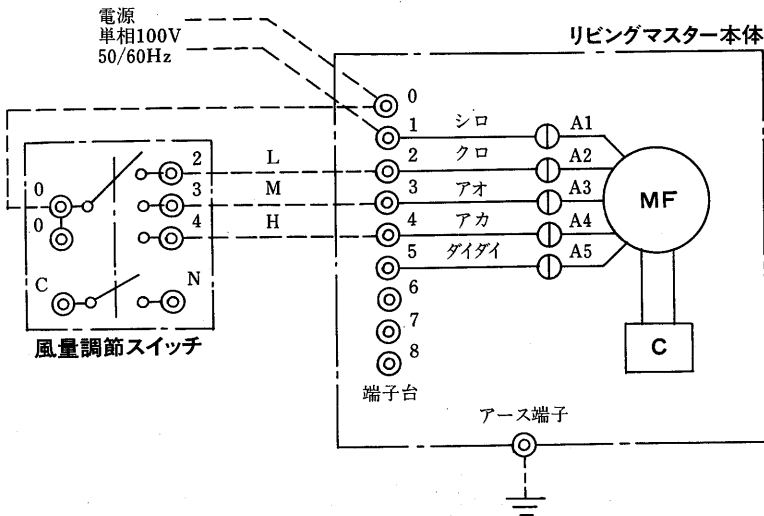 電源
単相100V
50/60Hz
リビングマスター本体
0
1
シロ
A1
2
L
2
クロ
A2
0
3
M
3
アオ
A3
MF
0
4
H
4
アカ
A4
5
ダイダイ
A5
C
N
6
7
8
C
風量調節スイッチ
端子台
アース端子